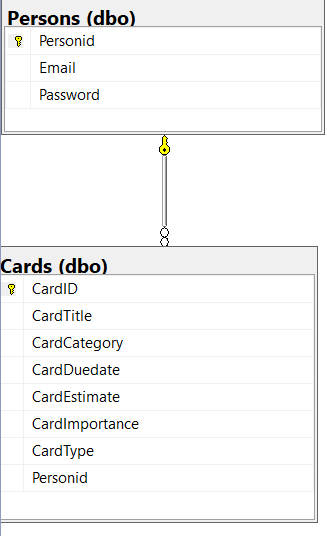 Persons (dbo)
Personid
Email
Password
Cards (dbo)
CardID
CardTitle
CardCategory
CardDuedate
CardEstimate
CardImportance
CardType
Personid